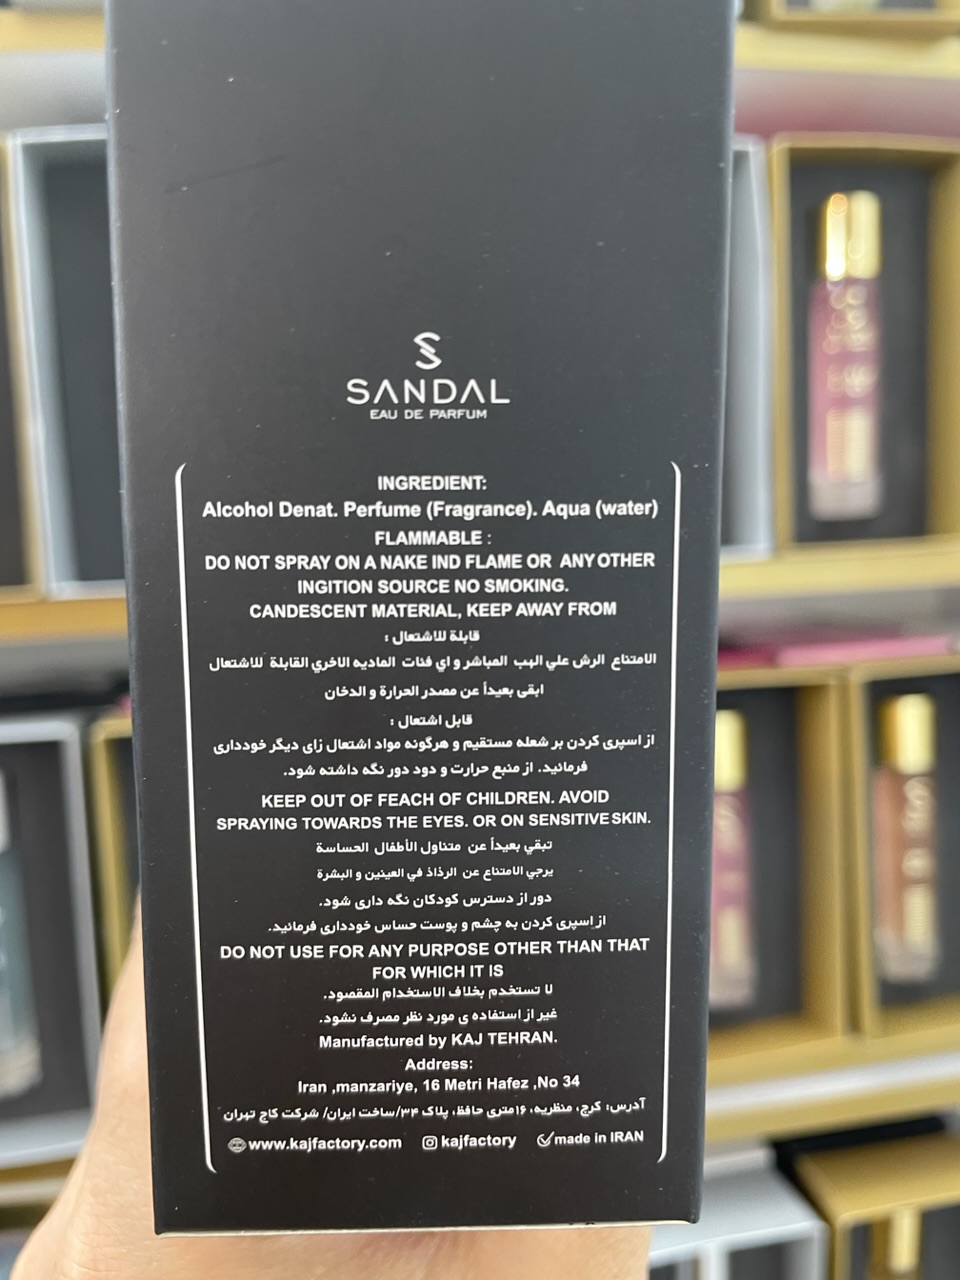 SANDAL
EAU DE PARFUM
INGREDIENT:
Alcohol Denat. Perfume (Fragrance). Aqua (water)
FLAMMABLE :
DO NOT SPRAY ON A NAKE IND FLAME OR ANY OTHER
INGITION SOURCE NO SMOKING.
CANDESCENT MATERIAL, KEEP AWAY FROM
قابلة للاشتعال :
الامتناع الرش علي الهب المباشر و اي فئات الماديه الاخري القابلة للاشتعال
ابقی بعيداً عن مصدر الحرارة و الدخان
قابل اشتعال :
از اسپری کردن بر شعله مستقیم و هرگونه مواد اشتعال زای دیگر خودداری
فرمائید. از منبع حرارت و دود دور نگه داشته شود.
KEEP OUT OF FEACH OF CHILDREN. AVOID
SPRAYING TOWARDS THE EYES. OR ON SENSITIVE SKIN.
تبقي بعيداً عن متناول الأطفال الحساسة
يرجي الامتناع عن الرذاذ في العينين و البشرة
دور از دسترس کودکان نگه داری شود.
از اسپری کردن به چشم و پوست حساس خودداری فرمائید.
DO NOT USE FOR ANY PURPOSE OTHER THAN THAT
FOR WHICH IT IS
لا تستخدم بخلاف الاستخدام المقصود.
غیر از استفاده ی مورد نظر مصرف نشود.
Manufactured by KAJ TEHRAN.
Address:
Iran ,manzariye, 16 Metri Hafez ,No 34
آدرس: کرج، منظریه، ۱۶متری حافظ، پلاک ۳۴/ساخت ایران/ شرکت کاج تهران
www.kajfactory.com kajfactory made in IRAN